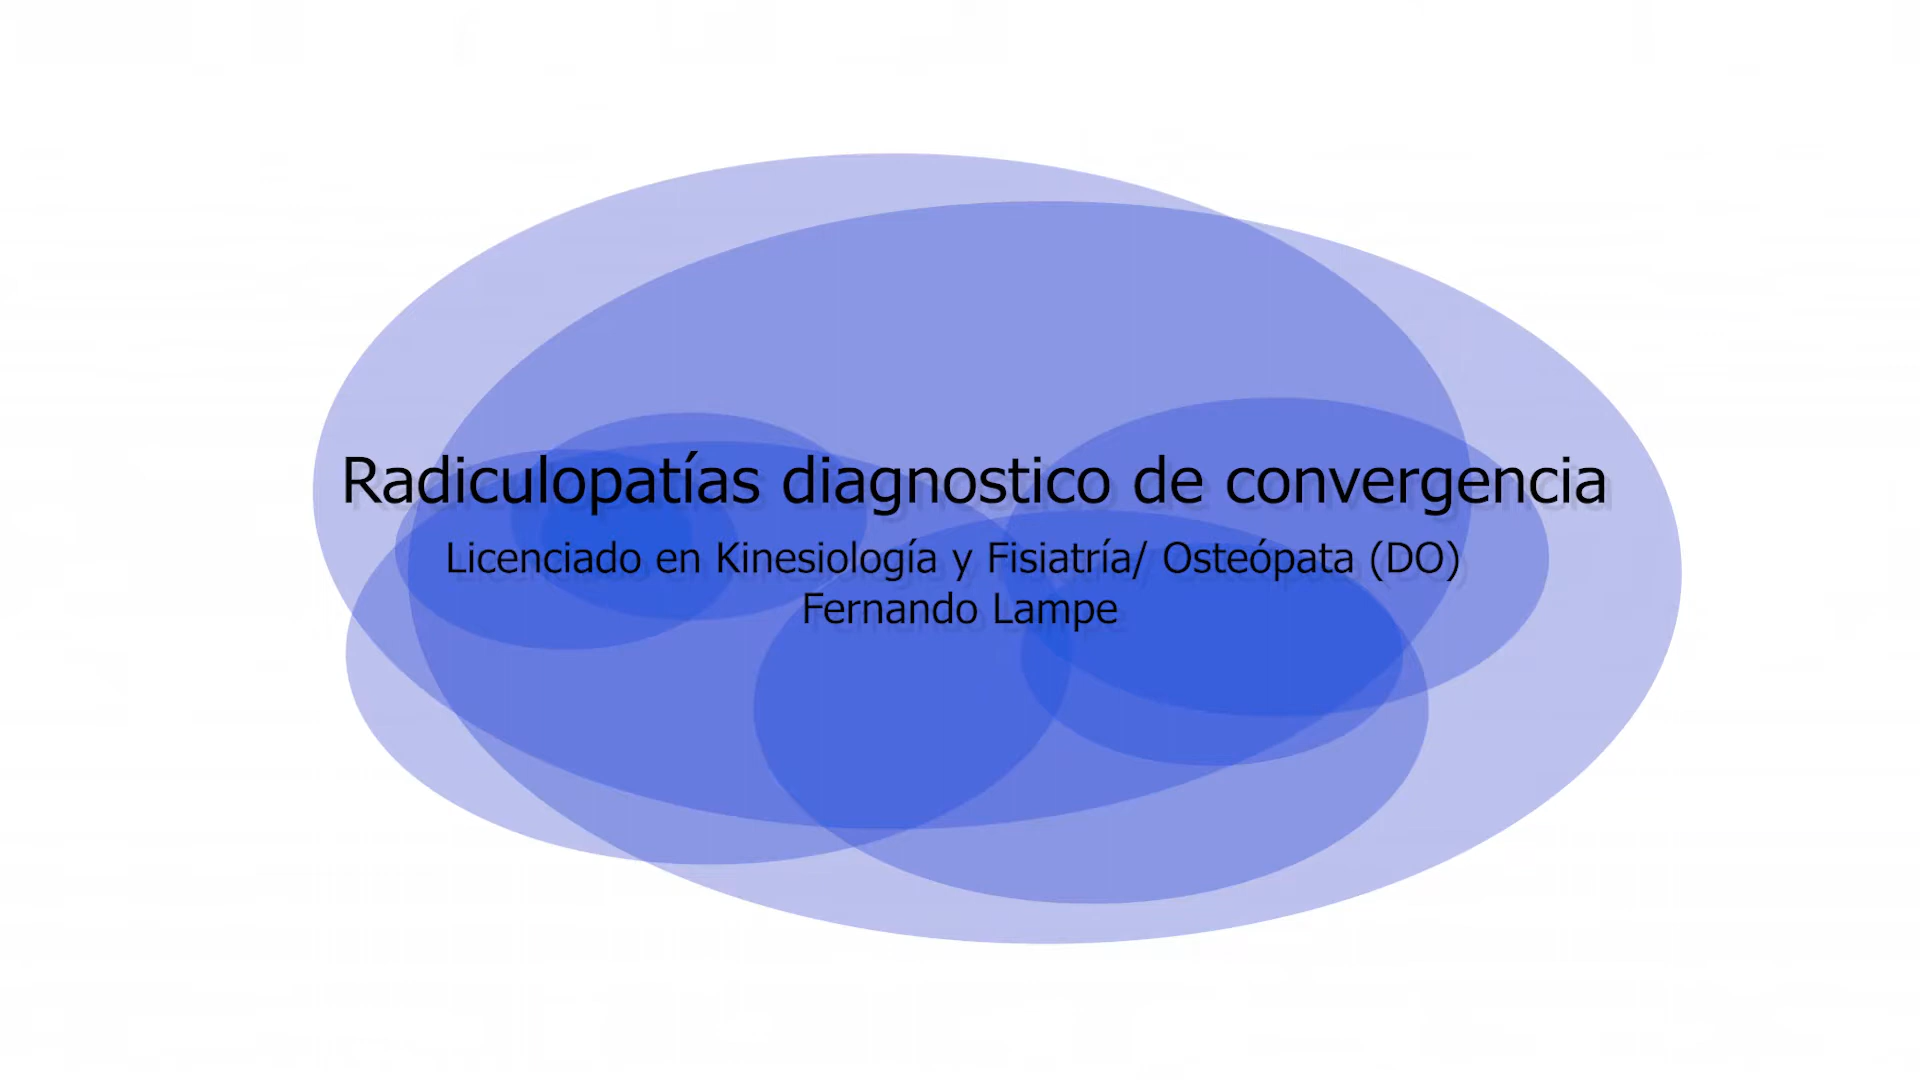 Radiculopatías diagnostico de convergencia
Licenciado en Kinesiología y Fisiatría/ Osteópata (DO)
Fernando Lampe